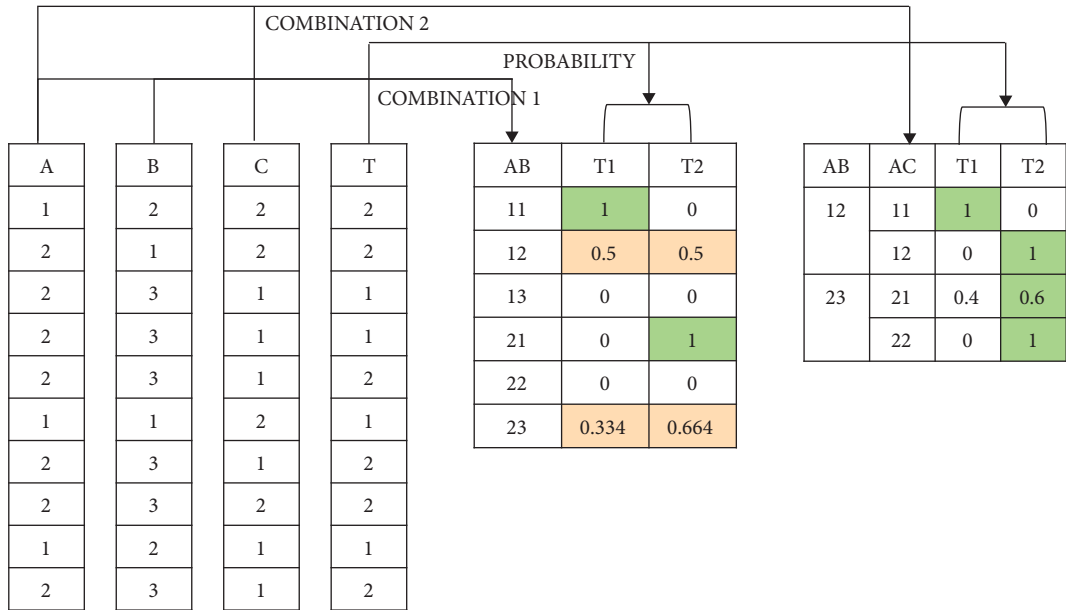 COMBINATION 2
PROBABILITY
COMBINATION 1
A B C T AB T1 T2 AB AC T1 T2
1 2 2 2 11 1 0 12 11 1 0
2 1 2 2 12 0.5 0.5 12 0 1
2 3 1 1 13 0 0 23 21 0.4 0.6
2 3 1 1 21 0 1 22 0 1
2 3 1 2 22 0 0
1 1 2 1 23 0.334 0.664
2 3 1 2
2 3 2 2
1 2 1 1
2 3 1 2